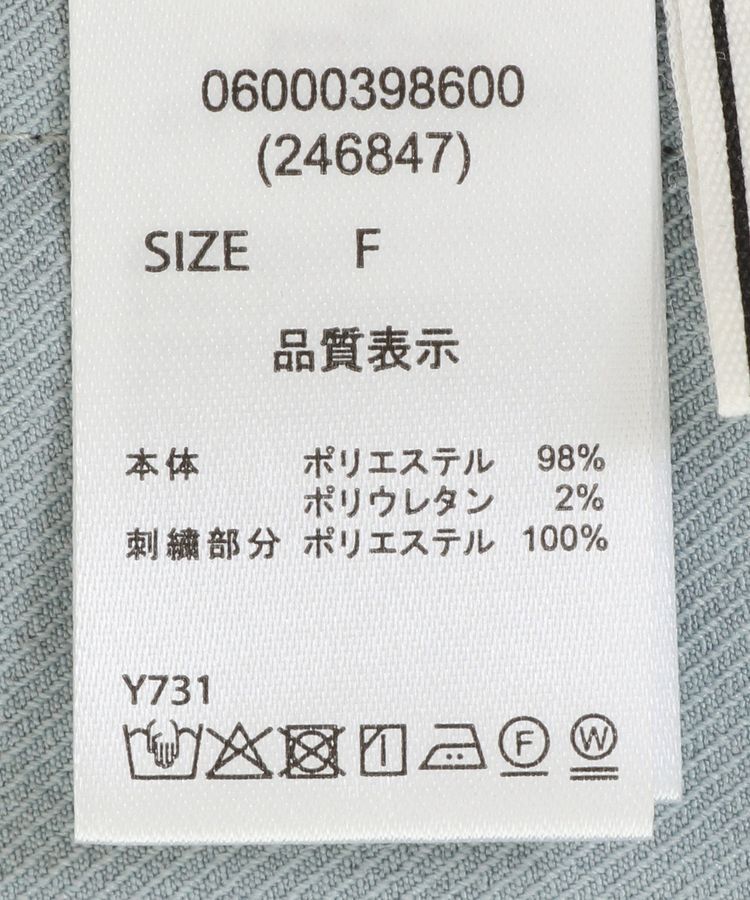 06000398600
(246847)
SIZE F
品質表示
本体 ポリエステル 98%
ポリウレタン 2%
刺繍部分 ポリエステル 100%
Y731
F W